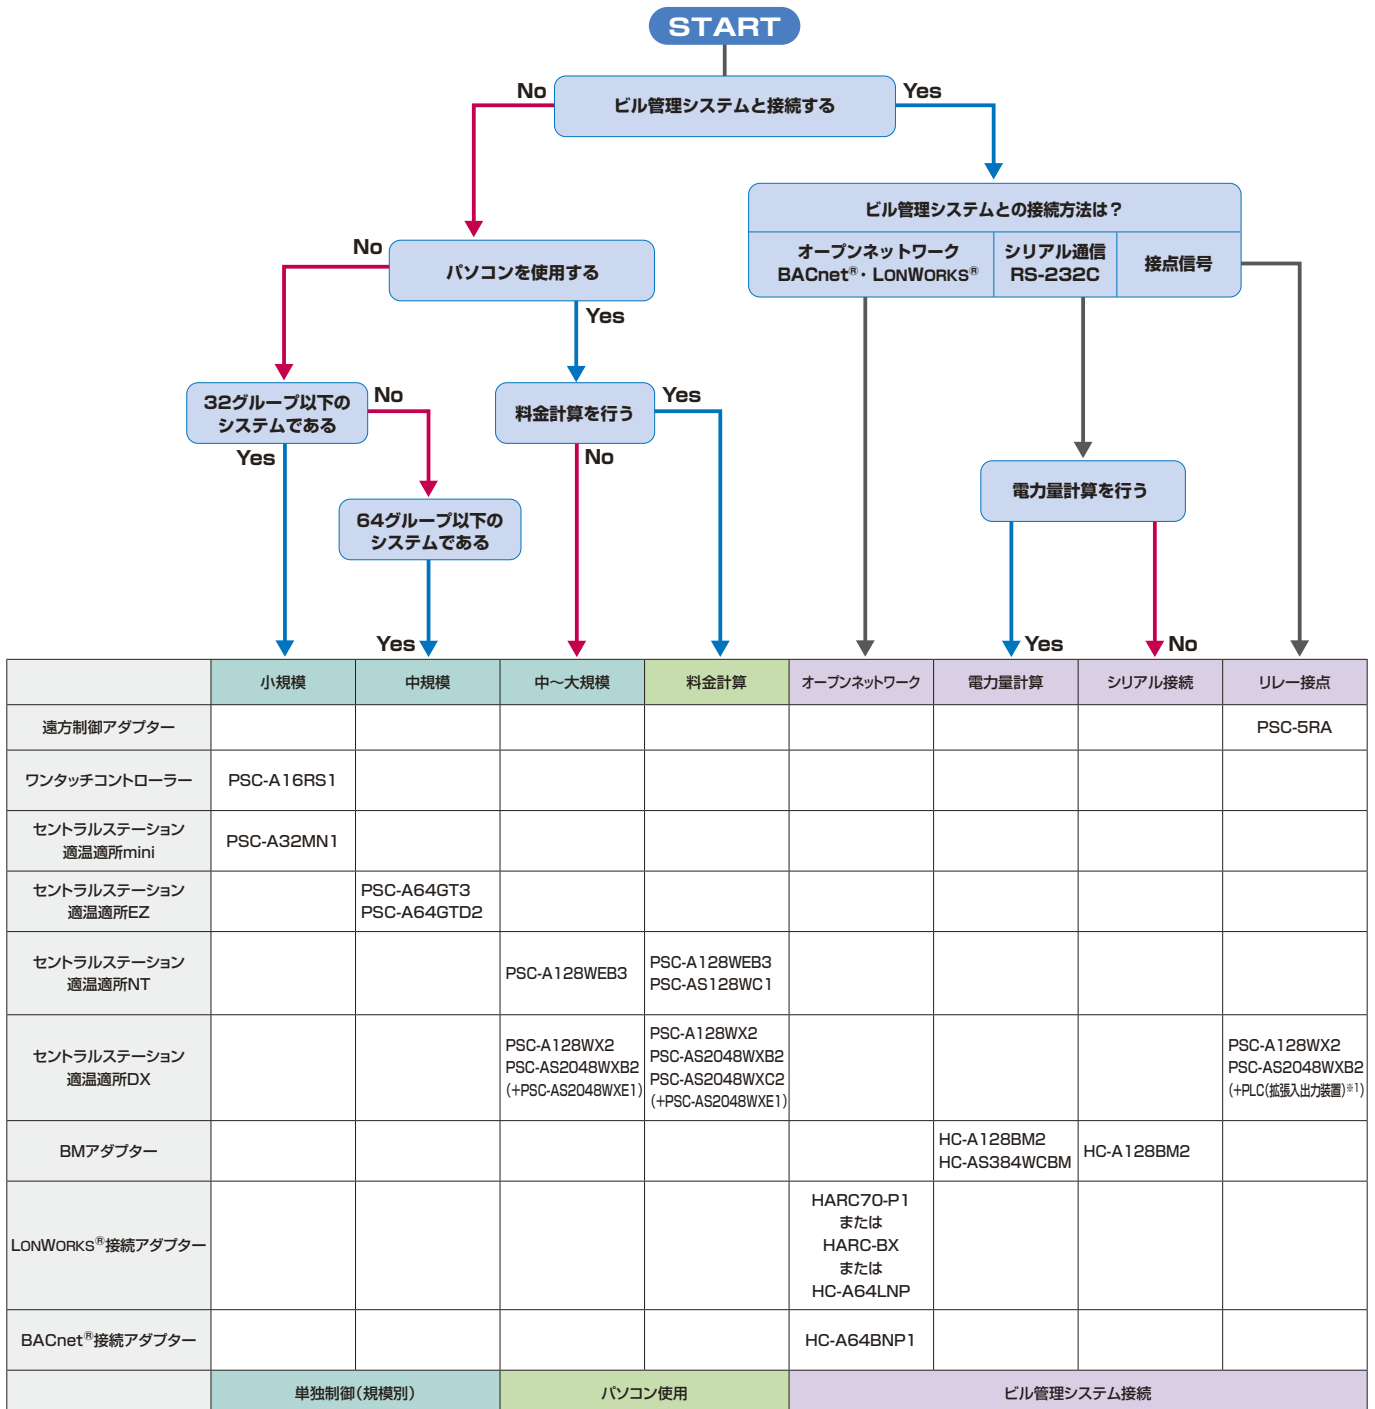 START
No
ビル管理システムと接続する
Yes
ビル管理システムとの接続方法は？
オープンネットワーク
BACnet®・LONWORKS®
シリアル通信
RS-232C
接点信号
No
パソコンを使用する
Yes
32グループ以下の
システムである
No
Yes
料金計算を行う
Yes
No
電力量計算を行う
64グループ以下の
システムである
Yes
Yes
No
小規模
中規模
中～大規模
料金計算
オープンネットワーク
電力量計算
シリアル接続
リレー接点
遠方制御アダプター
PSC-5RA
ワンタッチコントローラー
PSC-A16RS1
セントラルステーション
適温適所mini
PSC-A32MN1
セントラルステーション
適温適所EZ
PSC-A64GT3
PSC-A64GTD2
セントラルステーション
適温適所NT
PSC-A128WEB3
PSC-A128WEB3
PSC-AS128WC1
セントラルステーション
適温適所DX
PSC-A128WX2
PSC-AS2048WXB2
(+PSC-AS2048WXE1)
PSC-A128WX2
PSC-AS2048WXB2
PSC-AS2048WXC2
(+PSC-AS2048WXE1)
PSC-A128WX2
PSC-AS2048WXB2
(+PLC(拡張入出力装置)※1)
BMアダプター
HC-A128BM2
HC-AS384WCBM
HC-A128BM2
LONWORKS®接続アダプター
HARC70-P1
または
HARC-BX
または
HC-A64LNP
BACnet®接続アダプター
HC-A64BNP1
単独制御（規模別）
パソコン使用
ビル管理システム接続